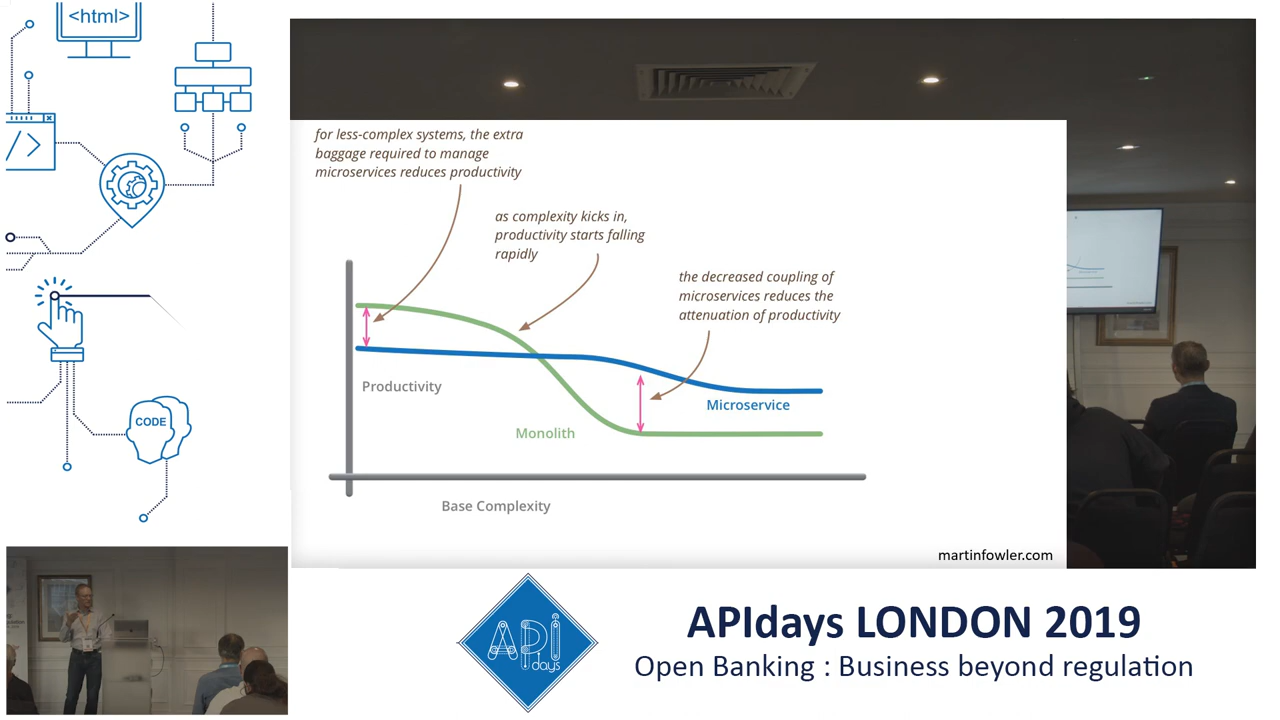 <html>
</>
CODE
for less-complex systems, the extra
baggage required to manage
microservices reduces productivity
as complexity kicks in,
productivity starts falling
rapidly
the decreased coupling of
microservices reduces the
attenuation of productivity
Productivity
Microservice
Monolith
Base Complexity
martinfowler.com
API
days
APIdays LONDON 2019
Open Banking : Business beyond regulation